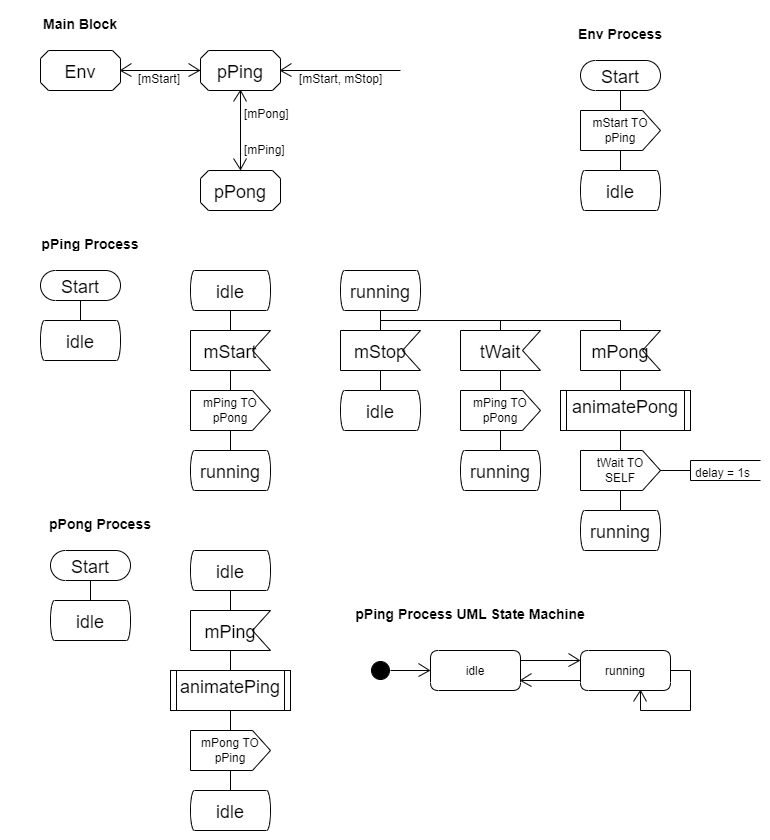 Main Block
Env
pPing
[mStart]
[mStart, mStop]
[mPong]
[mPing]
pPong
Env Process
Start
mStart TO
pPing
idle
pPing Process
Start
idle
idle
mStart
mPing TO
pPong
running
running
mStop
idle
tWait
mPing TO
pPong
running
mPong
animatePong
tWait TO
SELF
delay = 1s
running
pPong Process
Start
idle
idle
mPing
animatePing
mPong TO
pPing
idle
pPing Process UML State Machine
idle
running